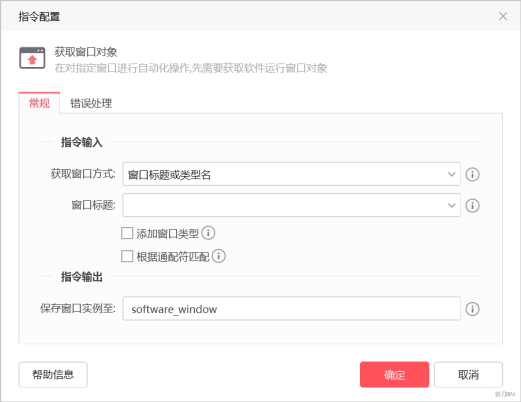 指令配置
获取窗口对象
在对指定窗口进行自动化操作,先需要获取软件运行窗口对象
常规 错误处理
指令输入
获取窗口方式: 窗口标题或类型名
窗口标题:
添加窗口类型
根据通配符匹配
指令输出
保存窗口实例至: software_window
帮助信息 确定 取消
影刀RPA